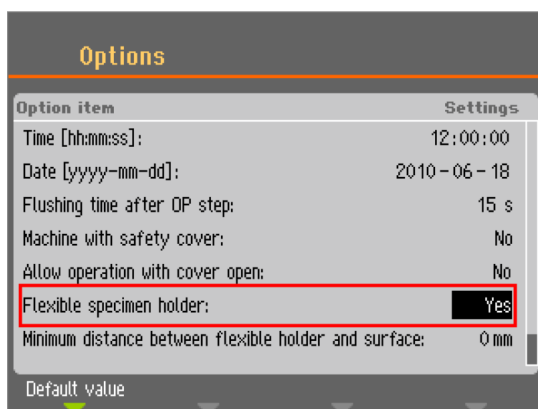 Options
Option item Settings
Time [hh:mm:ss]: 12:00:00
Date [yyyy-mm-dd]: 2010-06-18
Flushing time after OP step: 15 s
Machine with safety cover: No
Allow operation with cover open: No
Flexible specimen holder: Yes
Minimum distance between flexible holder and surface: 0 mm
Default value